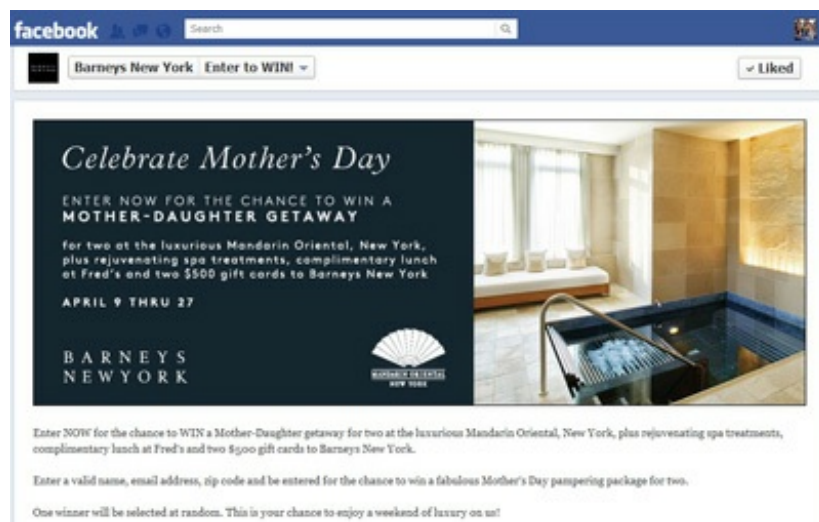 facebook
Search
Barneys New York Enter to WIN!
Liked
Celebrate Mother's Day
ENTER NOW FOR THE CHANCE TO WIN A
MOTHER-DAUGHTER GETAWAY
for two at the luxurious Mandarin Oriental, New York,
plus rejuvenating spa treatments, complimentary lunch
at Fred's and two $500 gift cards to Barneys New York
APRIL 9 THRU 27
BARNEYS
NEWYORK
MANDARIN ORIENTAL
NEW YORK
Enter NOW for the chance to WIN a Mother-Daughter getaway for two at the luxurious Mandarin Oriental, New York, plus rejuvenating spa treatments,
complimentary lunch at Fred's and two $500 gift cards to Barneys New York.
Enter a valid name, email address, zip code and be entered for the chance to win a fabulous Mother's Day pampering package for two.
One winner will be selected at random. This is your chance to enjoy a weekend of luxury on us!